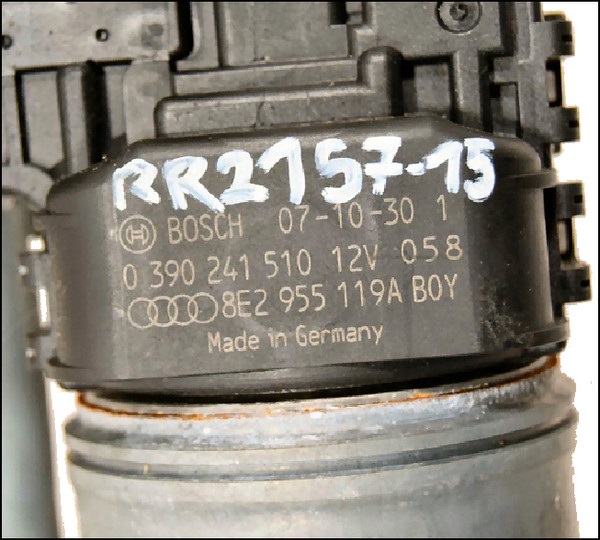 RR2157-15
BOSCH 07-10-30 1
0 390 241 510 12V 058
8E2 955 119A BOY
Made in Germany